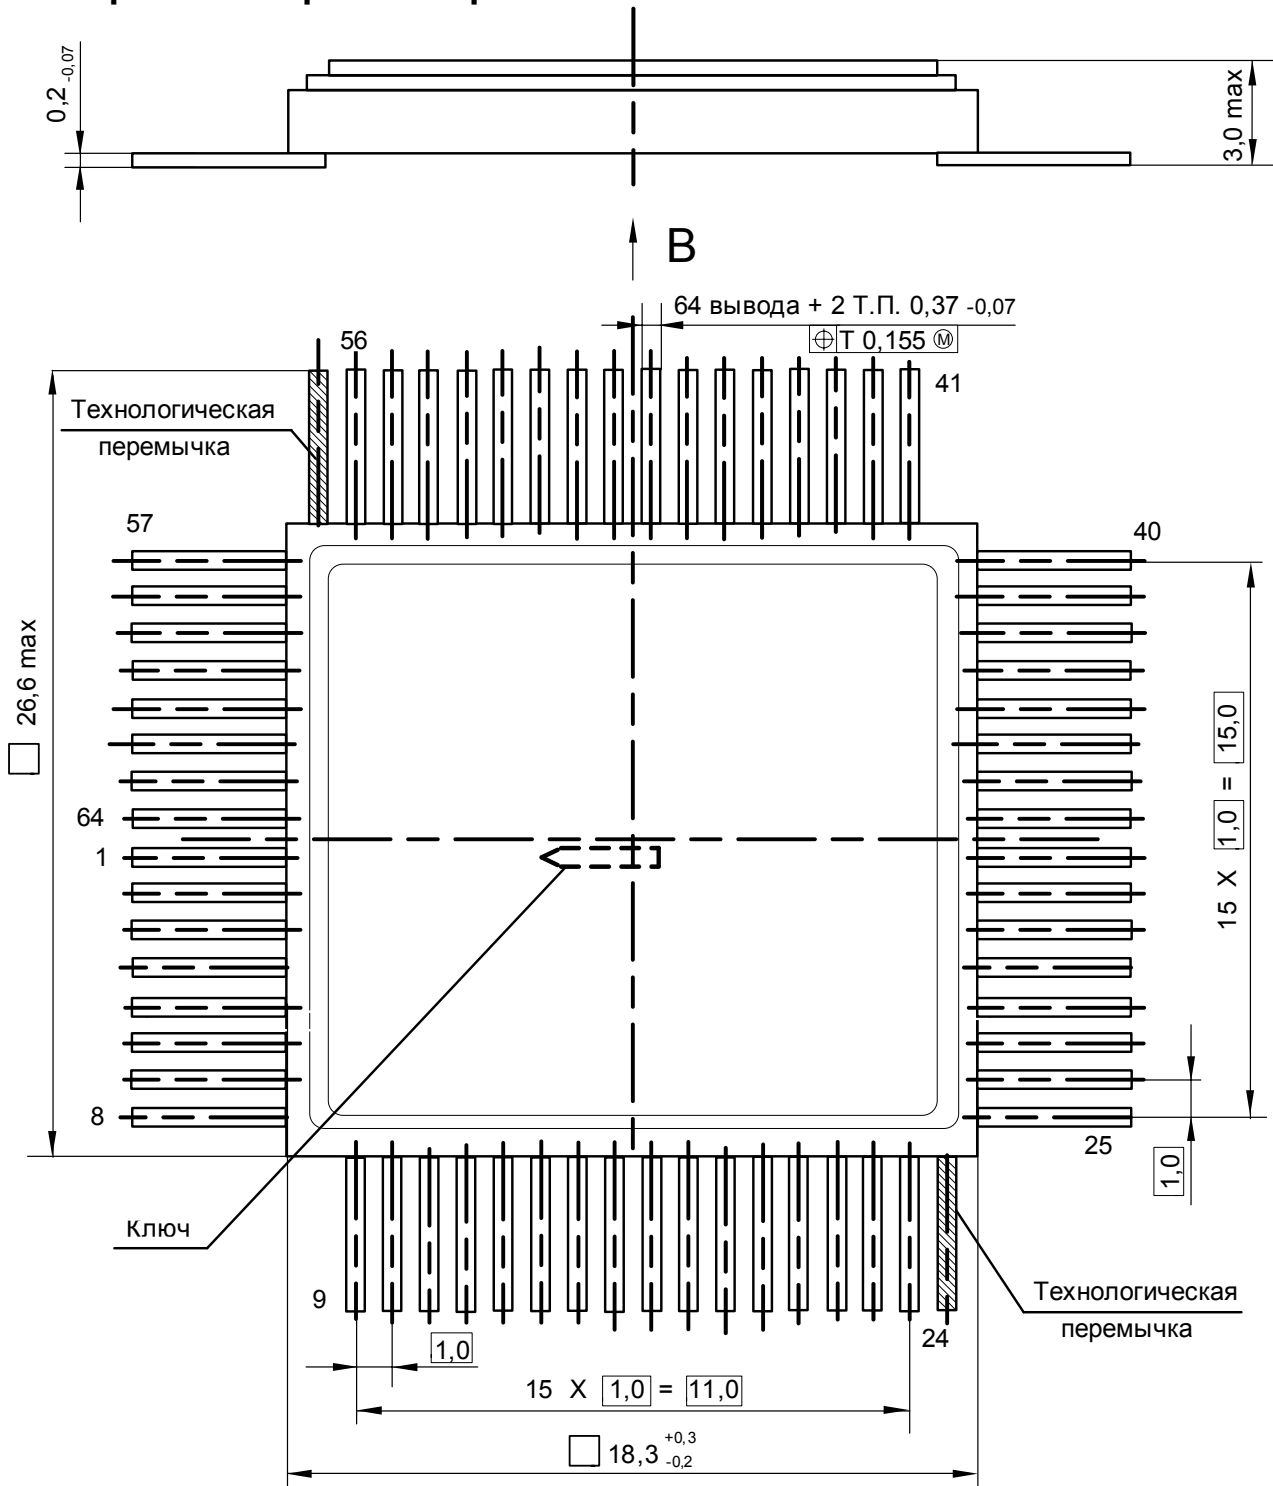 0,2 -0,07
3,0 max
В
64 вывода + 2 Т.П. 0,37 -0,07
⌖ T 0,155 Ⓜ
56
41
Технологическая
перемычка
57
40
□ 26,6 max
15 X 1,0 = 15,0
64
1
8
25
1,0
Ключ
9
24
Технологическая
перемычка
1,0
15 X 1,0 = 11,0
□ 18,3 +0,3 -0,2